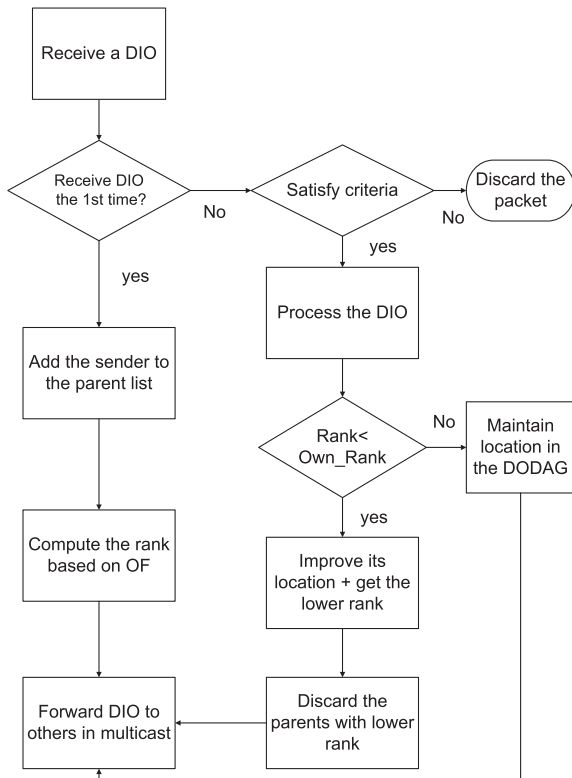 Receive a DIO
Receive DIO
the 1st time?
No
Satisfy criteria
No
Discard the
packet
yes
yes
Process the DIO
Add the sender to
the parent list
Rank<
Own_Rank
No
Maintain
location in
the DODAG
yes
Compute the rank
based on OF
Improve its
location + get the
lower rank
Forward DIO to
others in multicast
Discard the
parents with lower
rank